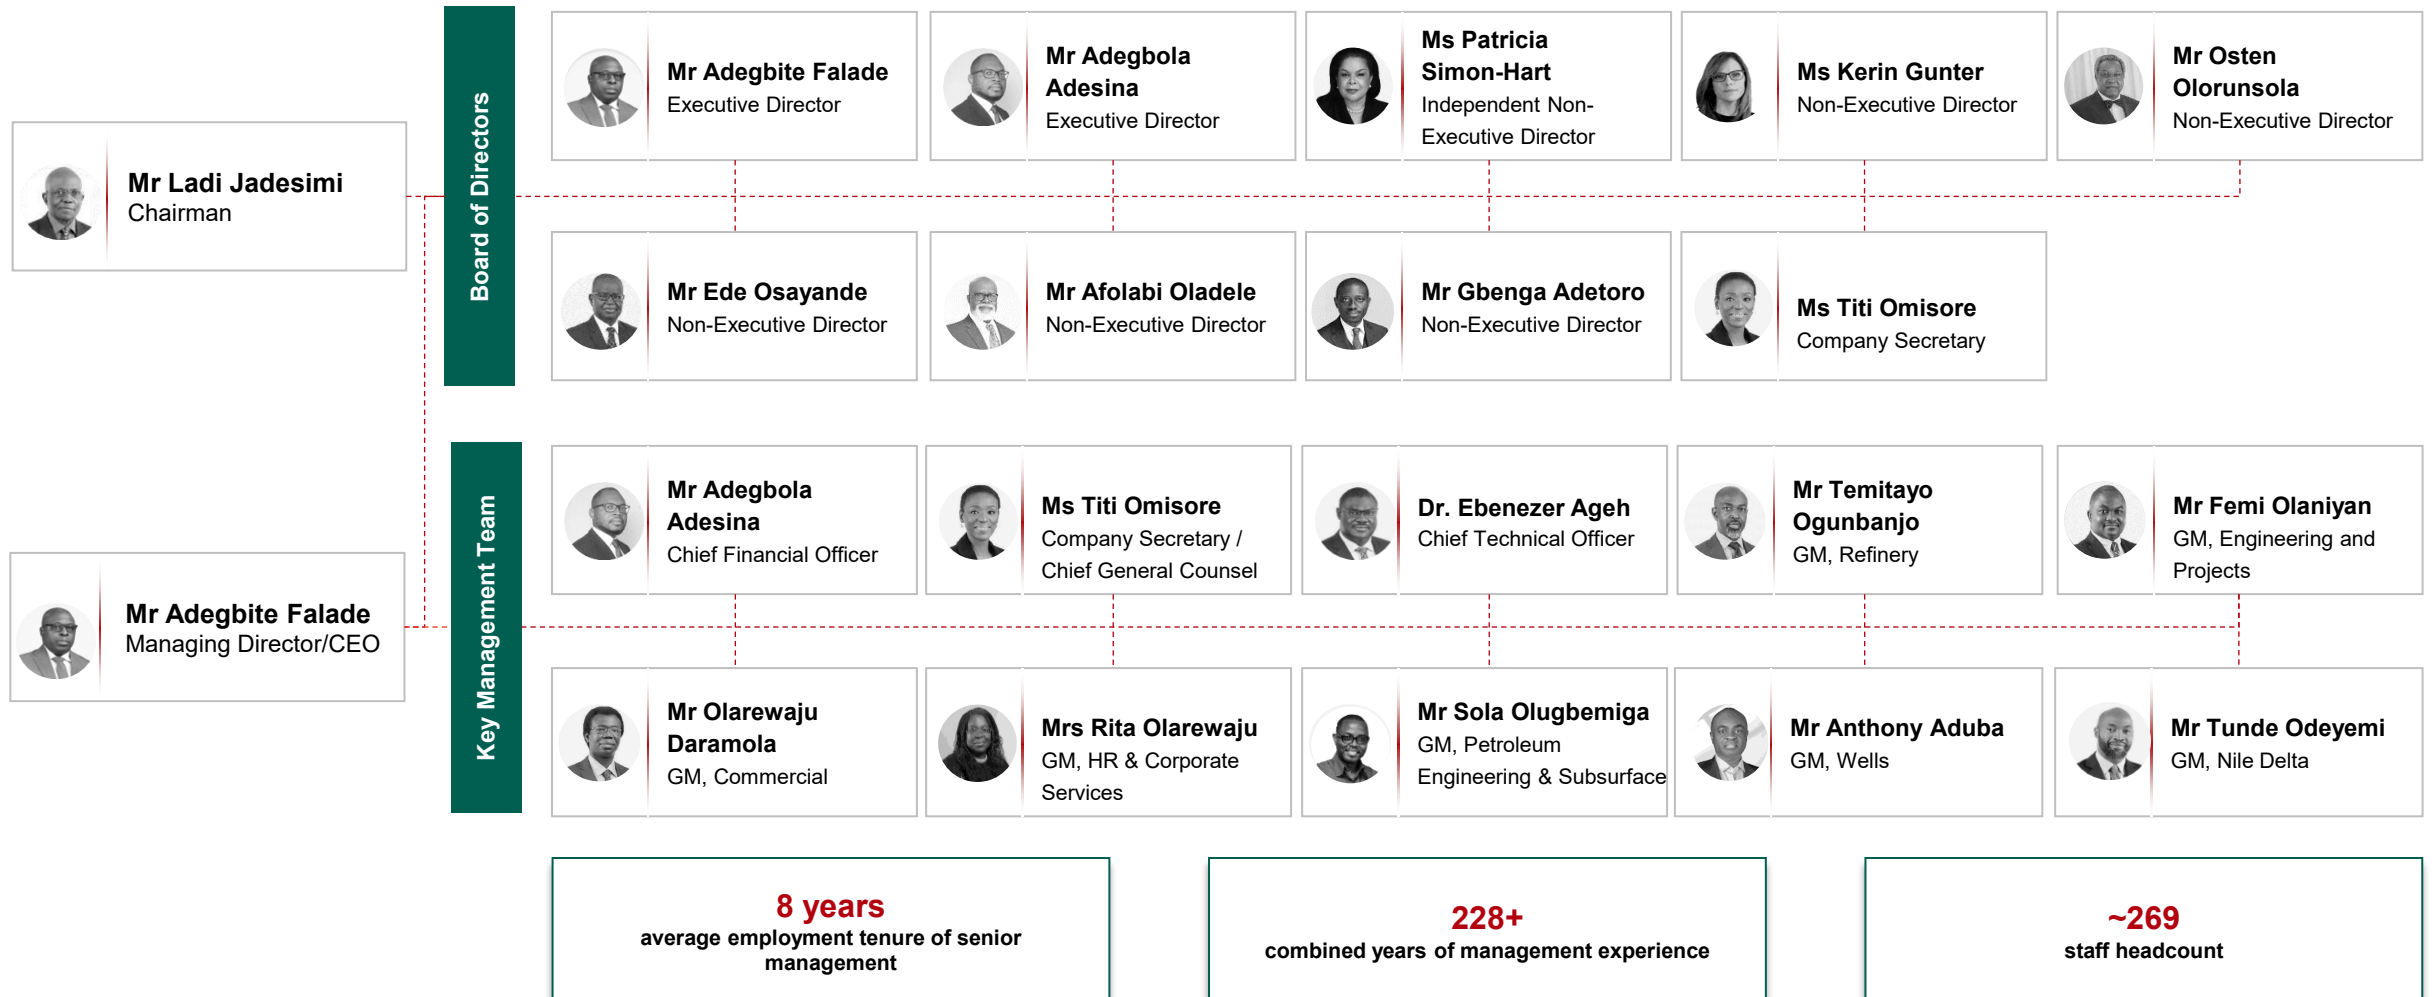 Mr Ladi Jadesimi
Chairman
Board of Directors
Mr Adegbite Falade
Executive Director
Mr Adegbola
Adesina
Executive Director
Ms Patricia
Simon-Hart
Independent Non-
Executive Director
Ms Kerin Gunter
Non-Executive Director
Mr Osten
Olorunsola
Non-Executive Director
Mr Ede Osayande
Non-Executive Director
Mr Afolabi Oladele
Non-Executive Director
Mr Gbenga Adetoro
Non-Executive Director
Ms Titi Omisore
Company Secretary
Mr Adegbite Falade
Managing Director/CEO
Key Management Team
Mr Adegbola
Adesina
Chief Financial Officer
Ms Titi Omisore
Company Secretary /
Chief General Counsel
Dr. Ebenezer Ageh
Chief Technical Officer
Mr Temitayo
Ogunbanjo
GM, Refinery
Mr Femi Olaniyan
GM, Engineering and
Projects
Mr Olarewaju
Daramola
GM, Commercial
Mrs Rita Olarewaju
GM, HR & Corporate
Services
Mr Sola Olugbemiga
GM, Petroleum
Engineering & Subsurface
Mr Anthony Aduba
GM, Wells
Mr Tunde Odeyemi
GM, Nile Delta
8 years
average employment tenure of senior
management
228+
combined years of management experience
~269
staff headcount